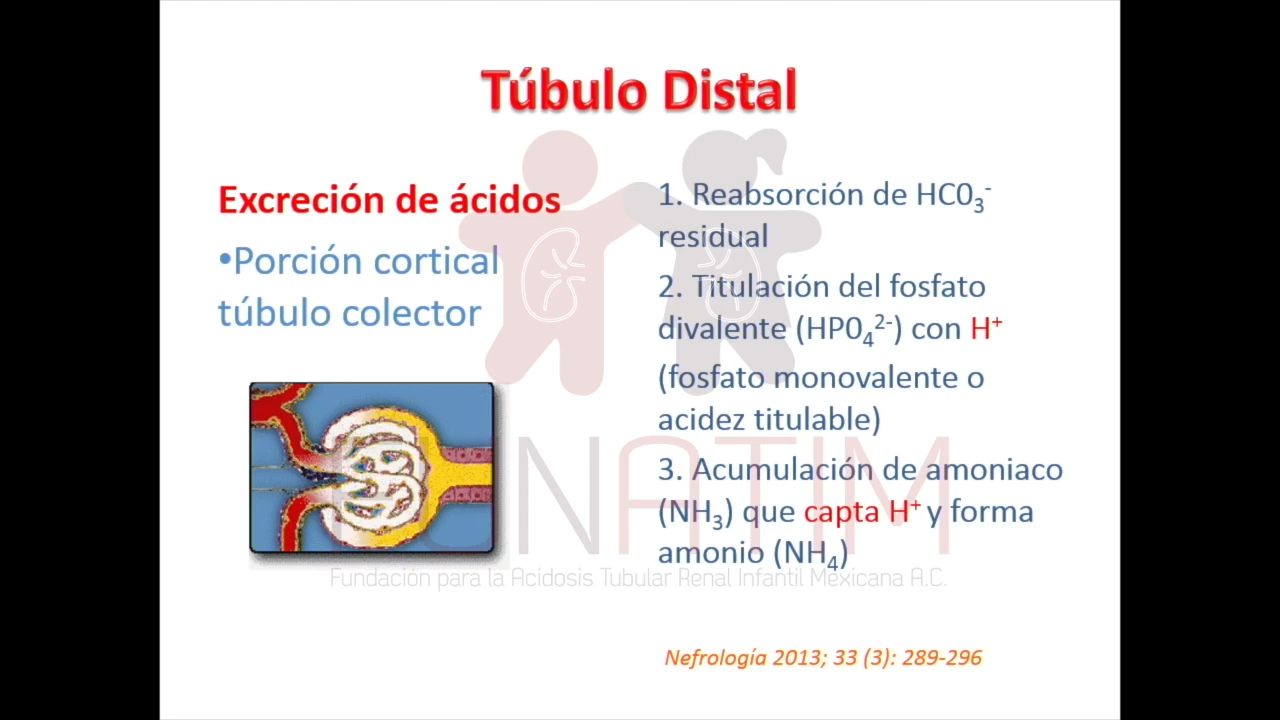 Túbulo Distal
Excreción de ácidos
•Porción cortical
túbulo colector
1. Reabsorción de HC0₃⁻
residual
2. Titulación del fosfato
divalente (HP0₄²⁻) con H⁺
(fosfato monovalente o
acidez titulable)
3. Acumulación de amoniaco
(NH₃) que capta H⁺ y forma
amonio (NH₄)
FUNATIM
Fundación para la Acidosis Tubular Renal Infantil Mexicana A.C.
Nefrología 2013; 33 (3): 289-296